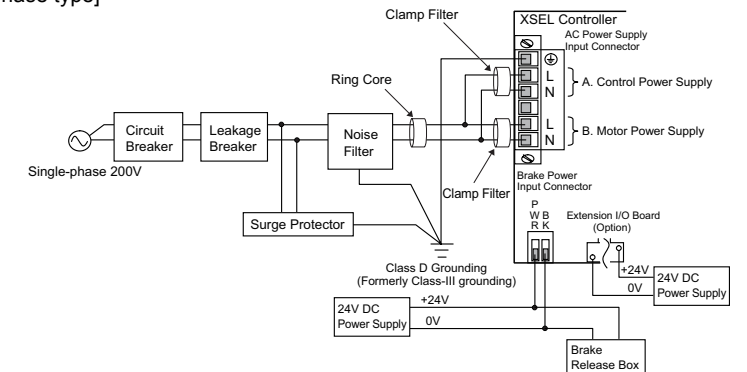 hase type]
Clamp Filter
XSEL Controller
AC Power Supply
Input Connector
Ring Core
L
N
A. Control Power Supply
L
N
B. Motor Power Supply
Circuit
Breaker
Leakage
Breaker
Noise
Filter
Single-phase 200V
Clamp Filter
Brake Power
Input Connector
Surge Protector
P
W B
R K
Extension I/O Board
(Option)
Class D Grounding
(Formerly Class-III grounding)
+24V
0V
24V DC
Power Supply
24V DC
Power Supply
+24V
0V
Brake
Release Box